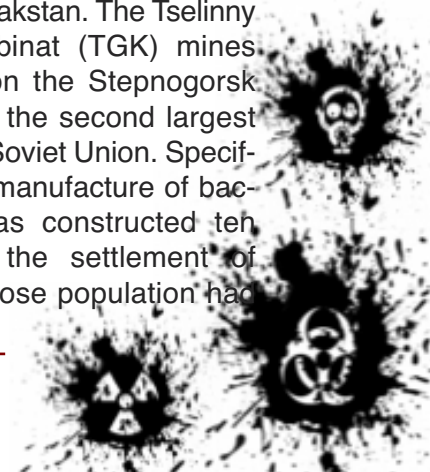 akstan. The Tselinny
binat (TGK) mines
on the Stepnogorsk
the second largest
Soviet Union. Specif-
manufacture of bac-
as constructed ten
the settlement of
ose population had